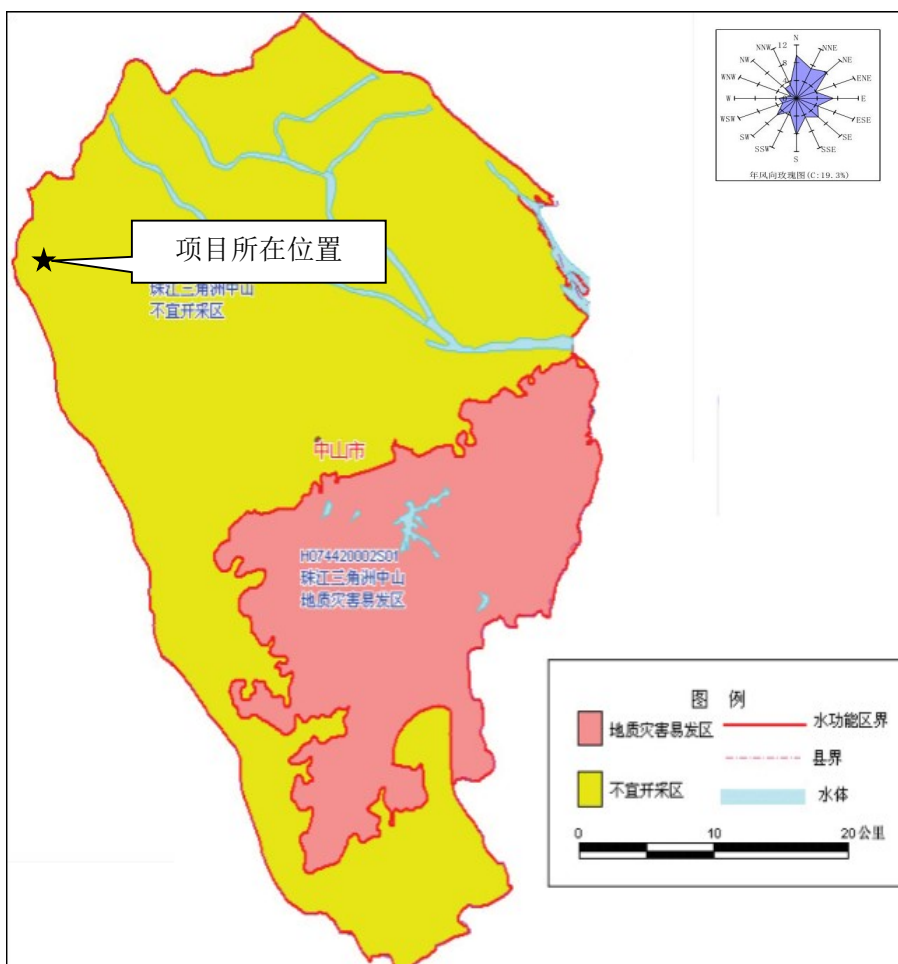 项目所在位置
珠江三角洲中山
不宜开采区
中山市
H074420002S01
珠江三角洲中山
地质灾害易发区
N
NNE
NE
ENE
E
ESE
SE
SSE
S
SSW
SW
WSW
W
WNW
NW
NNW
12
8
4
年风向玫瑰图(C:19.3%)
图 例
地质灾害易发区
水功能区界
县界
不宜开采区
水体
0 10 20 公里